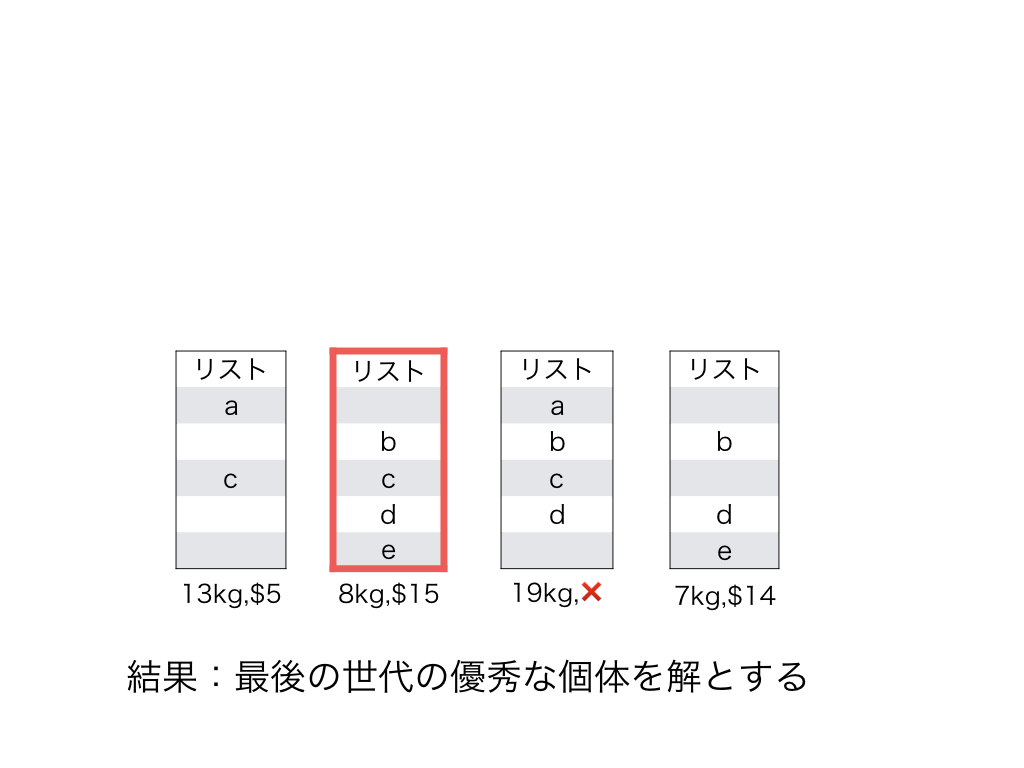 リスト
a
c
13kg,$5
リスト
b
c
d
e
8kg,$15
リスト
a
b
c
d
19kg,❌
リスト
b
d
e
7kg,$14
結果：最後の世代の優秀な個体を解とする